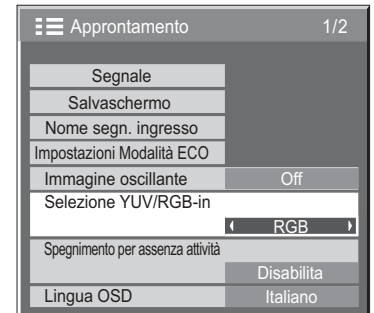 Approntamento 1/2
Segnale
Salvaschermo
Nome segn. ingresso
Impostazioni Modalità ECO
Immagine oscillante Off
Selezione YUV/RGB-in
RGB
Spegnimento per assenza attività
Disabilita
Lingua OSD Italiano